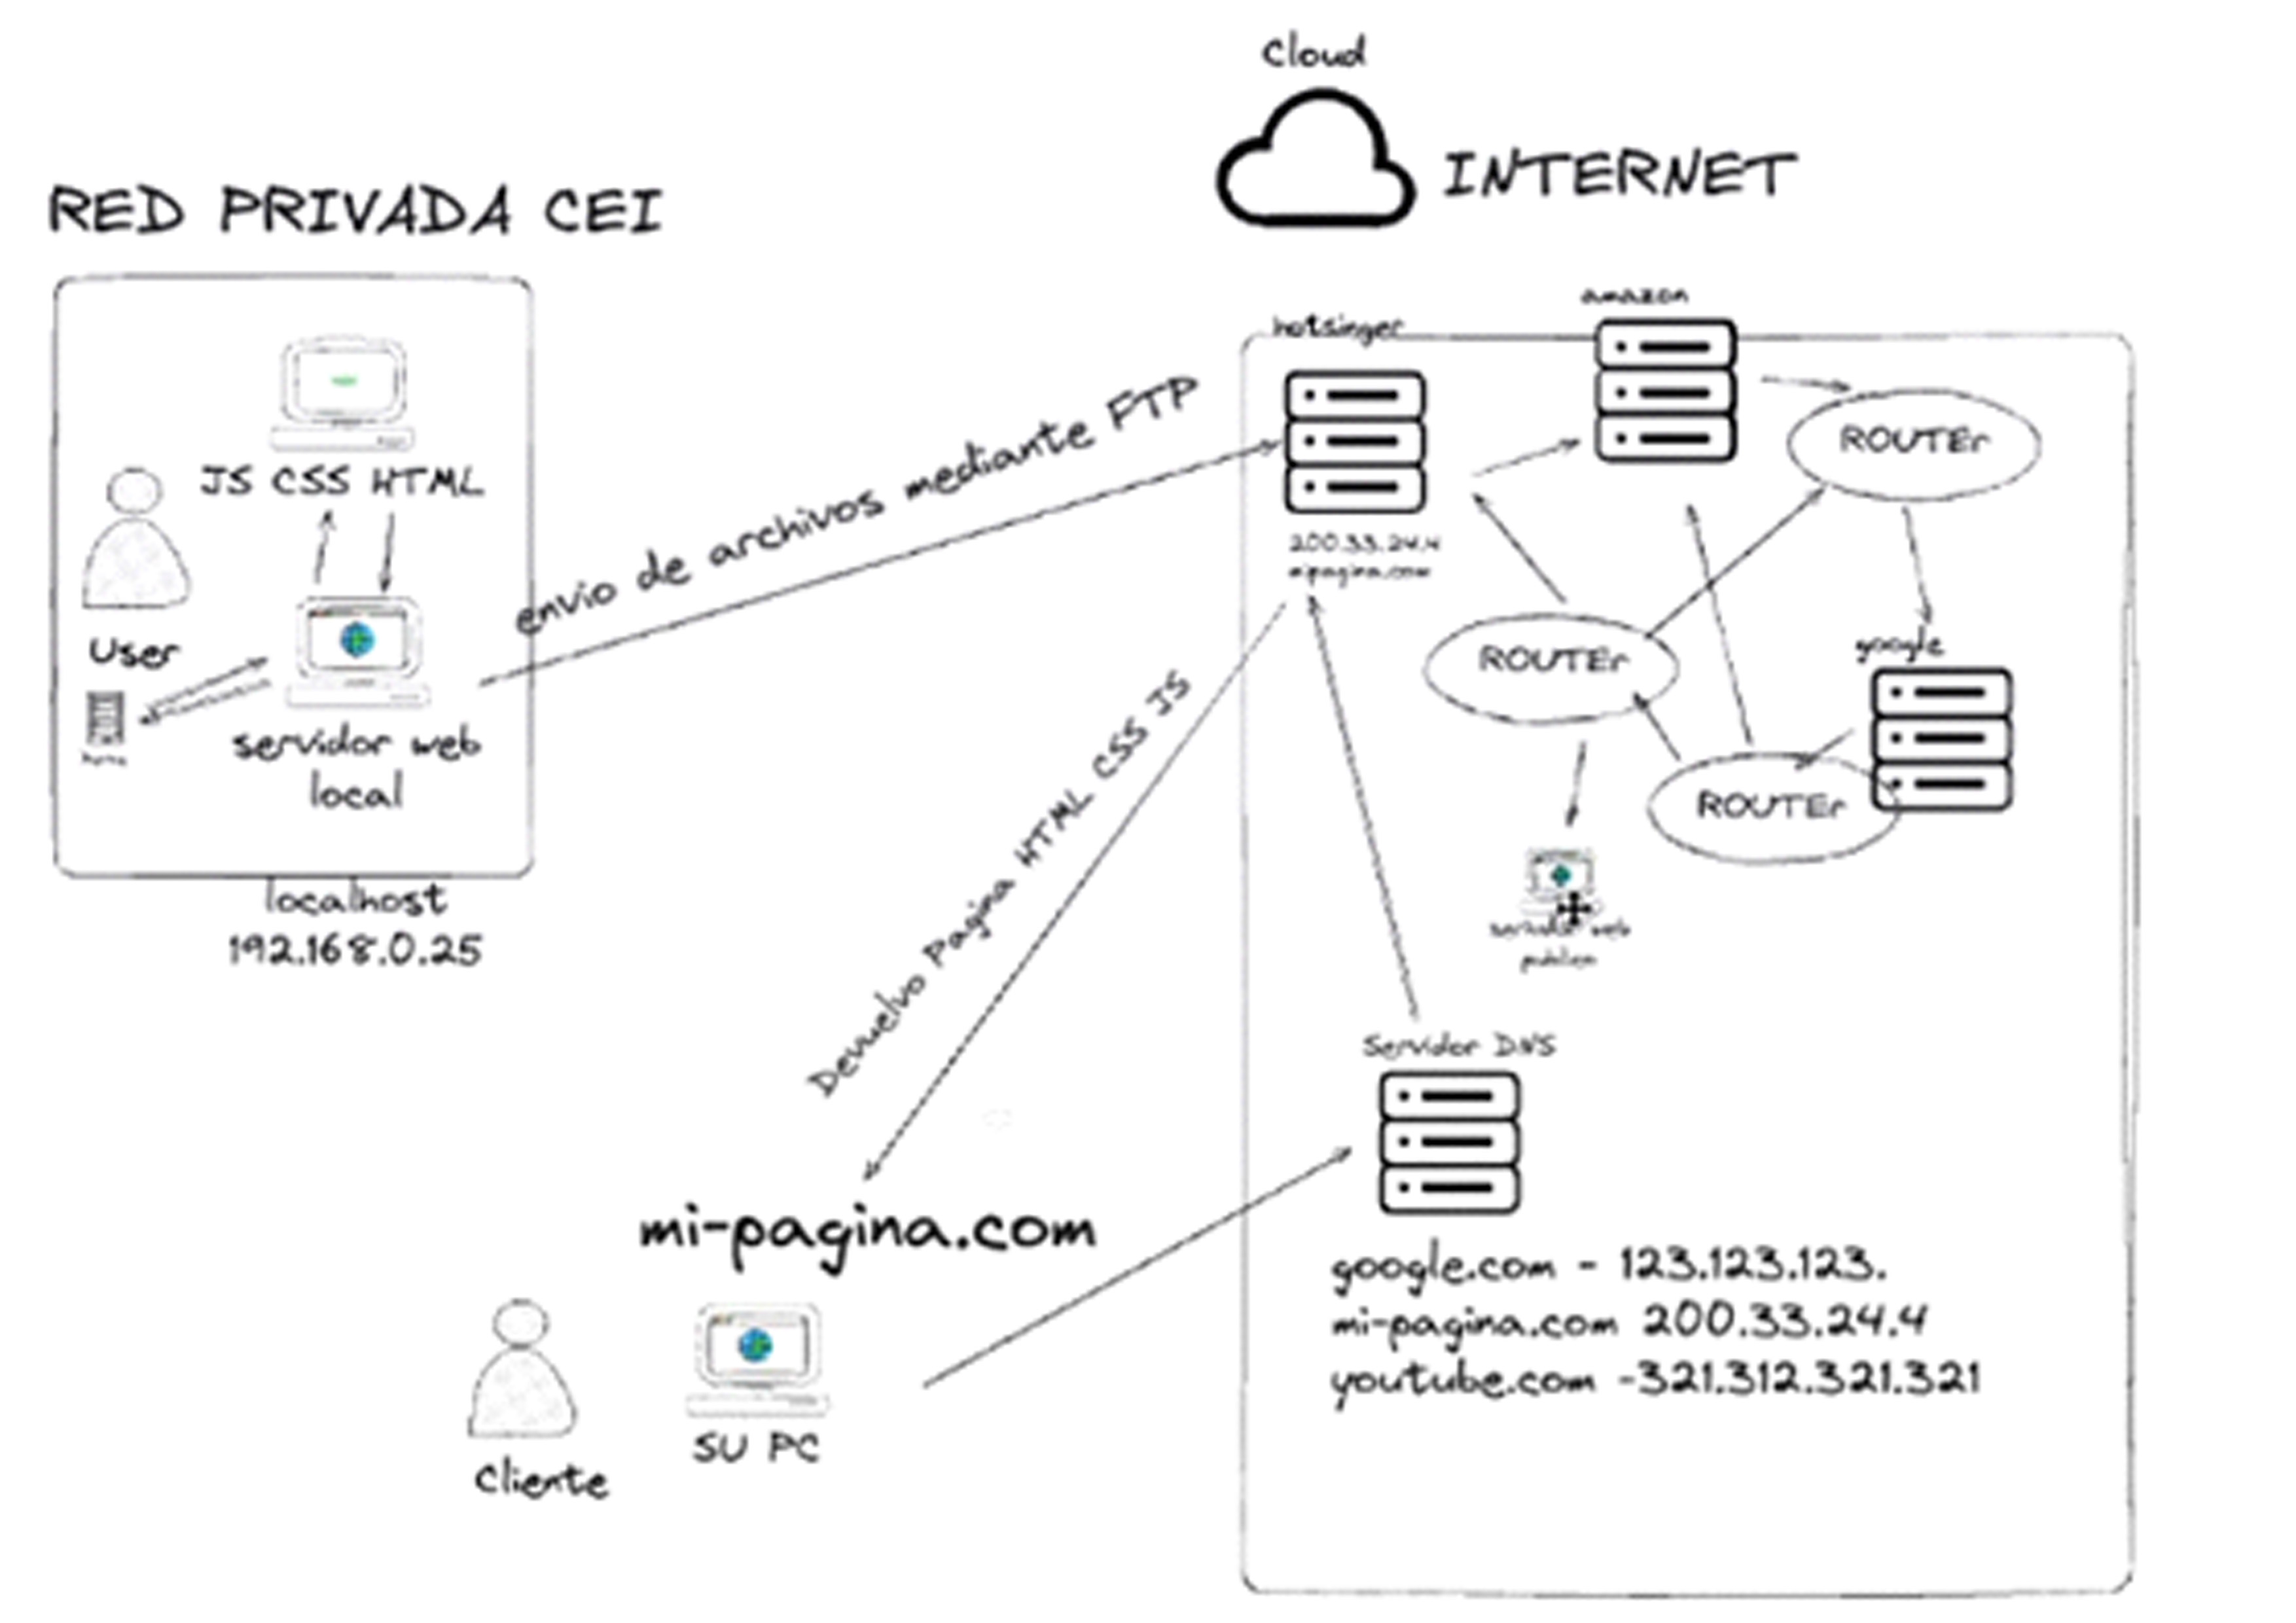 Cloud
INTERNET
RED PRIVADA CEI
JS CSS HTML
User
servidor web
local
localhost
192.168.0.25
envio de archivos mediante FTP
hotsinger
amazon
200.33.24.4
mipagina.com
ROUTEr
ROUTEr
google
ROUTEr
servidor web
publico
Devuelvo Pagina HTML CSS JS
Servidor DNS
google.com - 123.123.123.
mi-pagina.com 200.33.24.4
youtube.com -321.312.321.321
mi-pagina.com
SU PC
Cliente